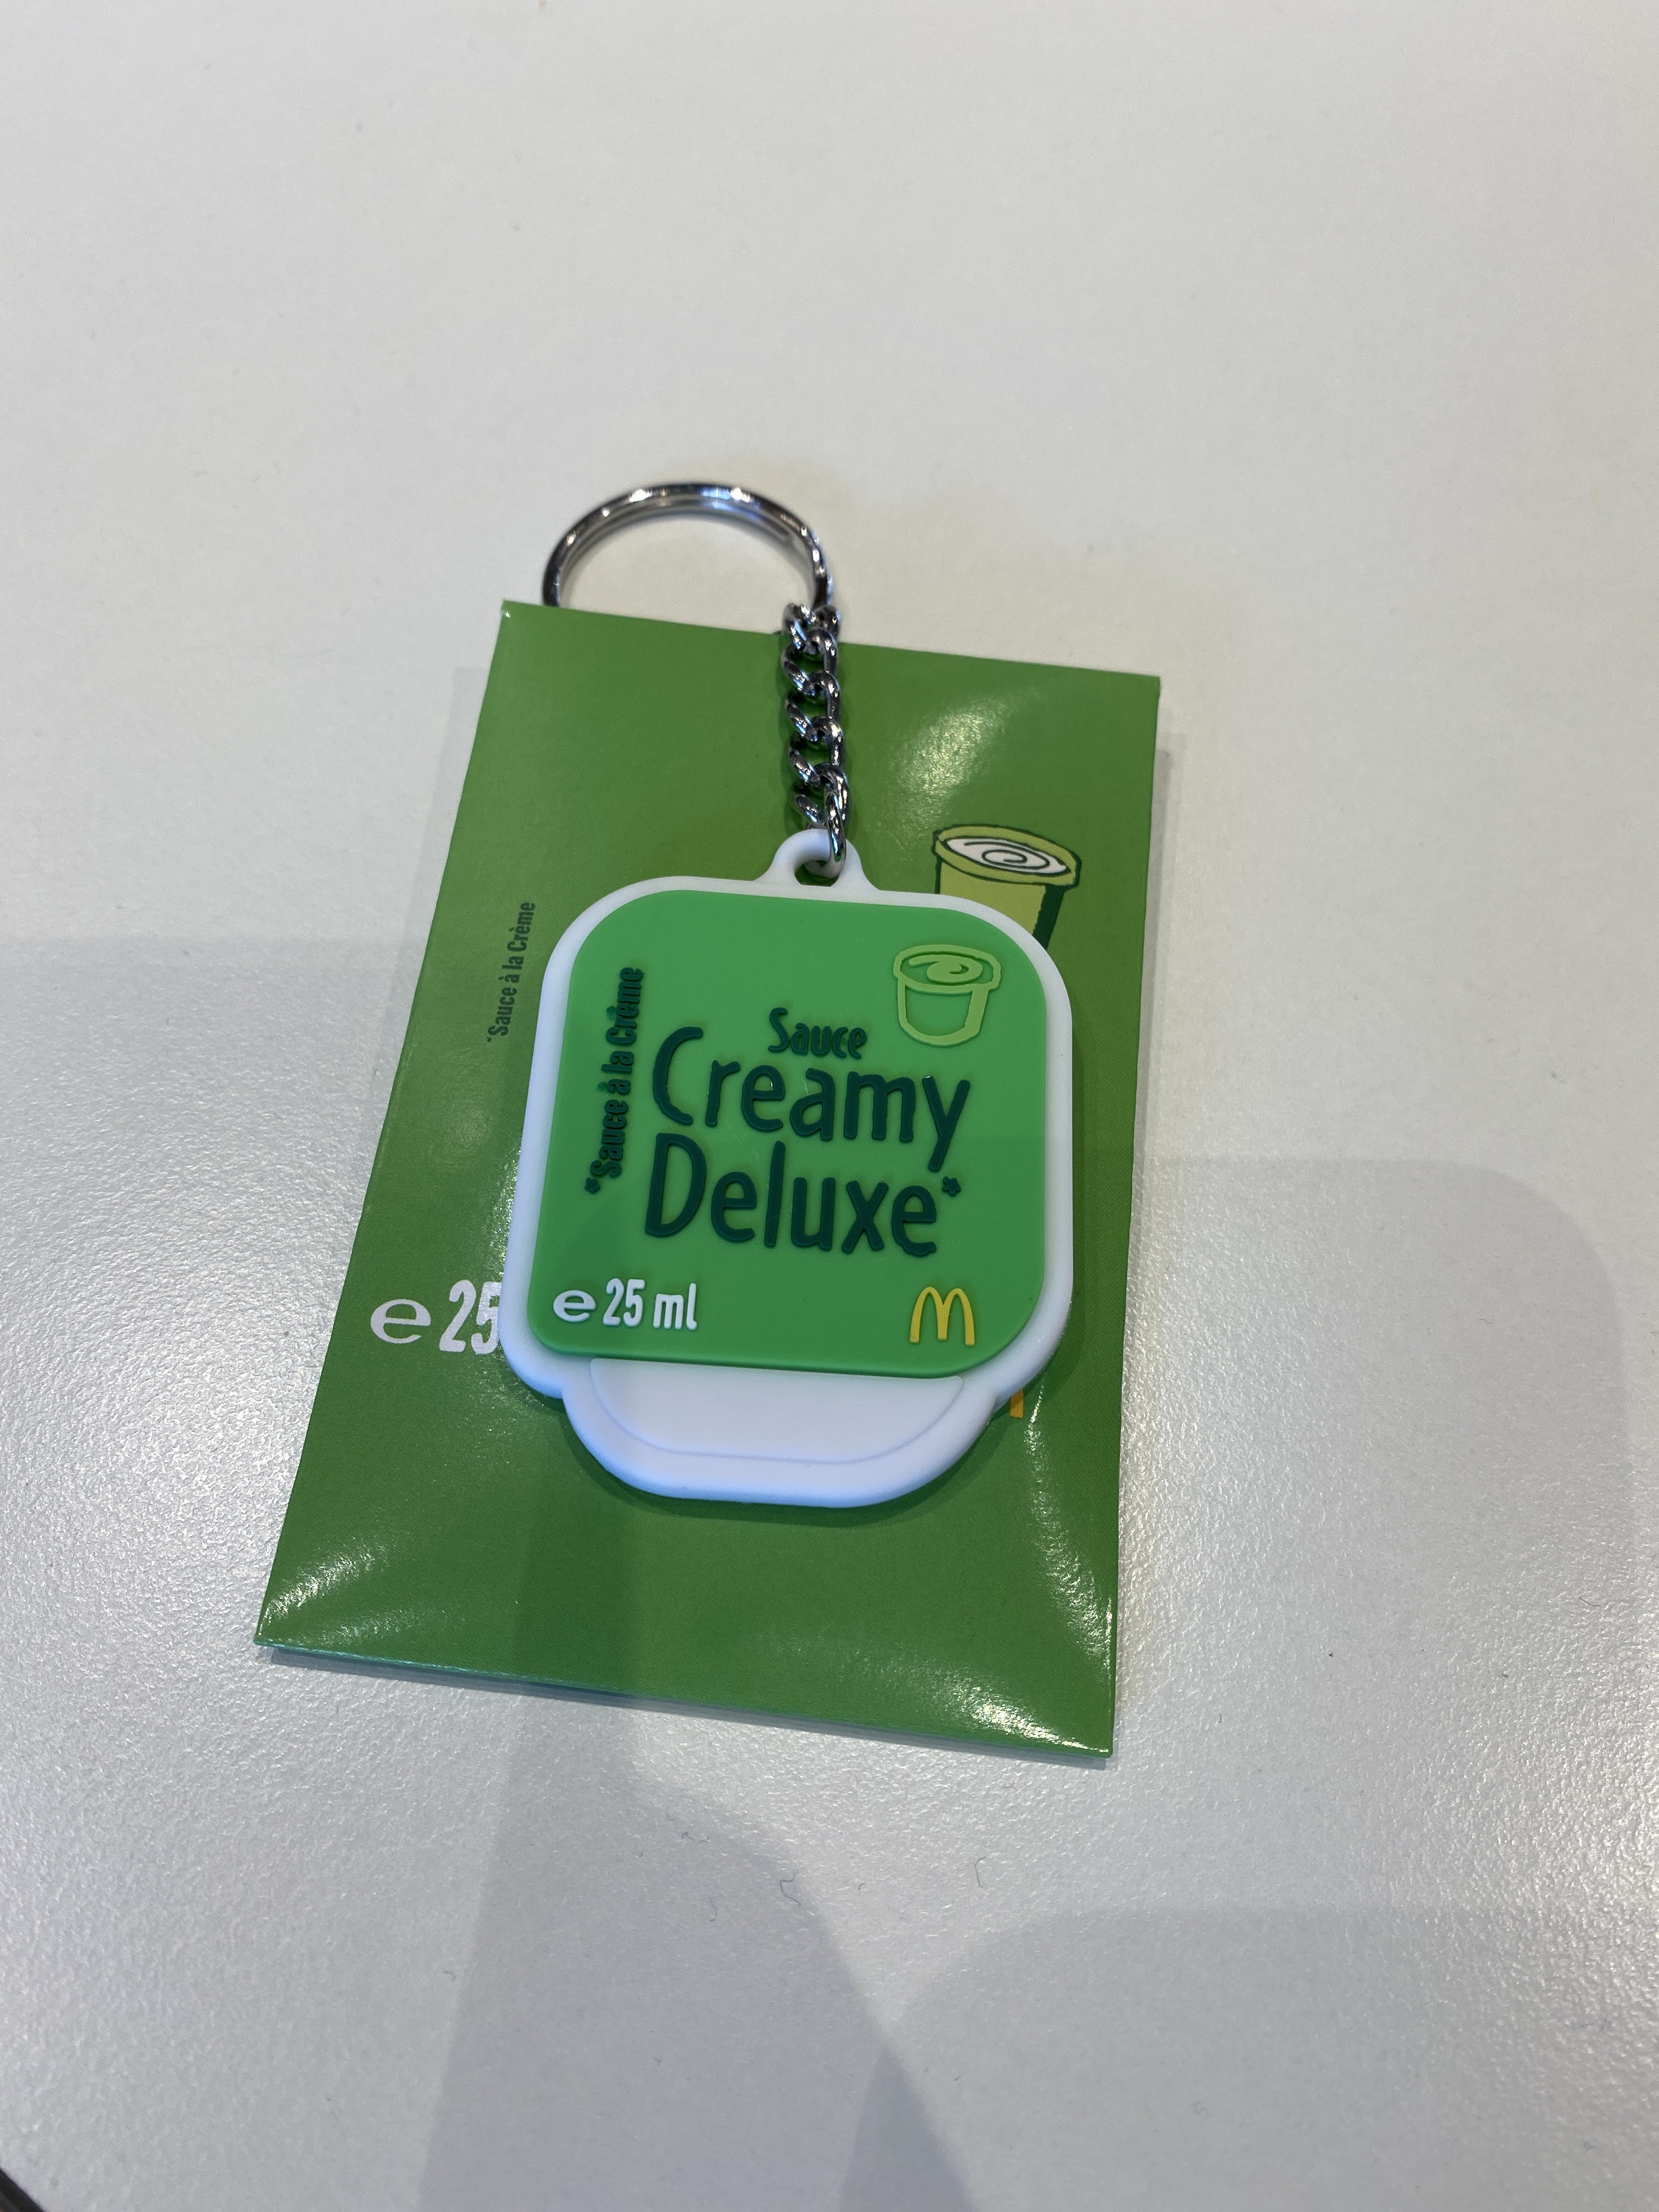 *Sauce à la Crème
*Sauce à la Crème
Sauce
Creamy
Deluxe*
e 25 ml
e 25